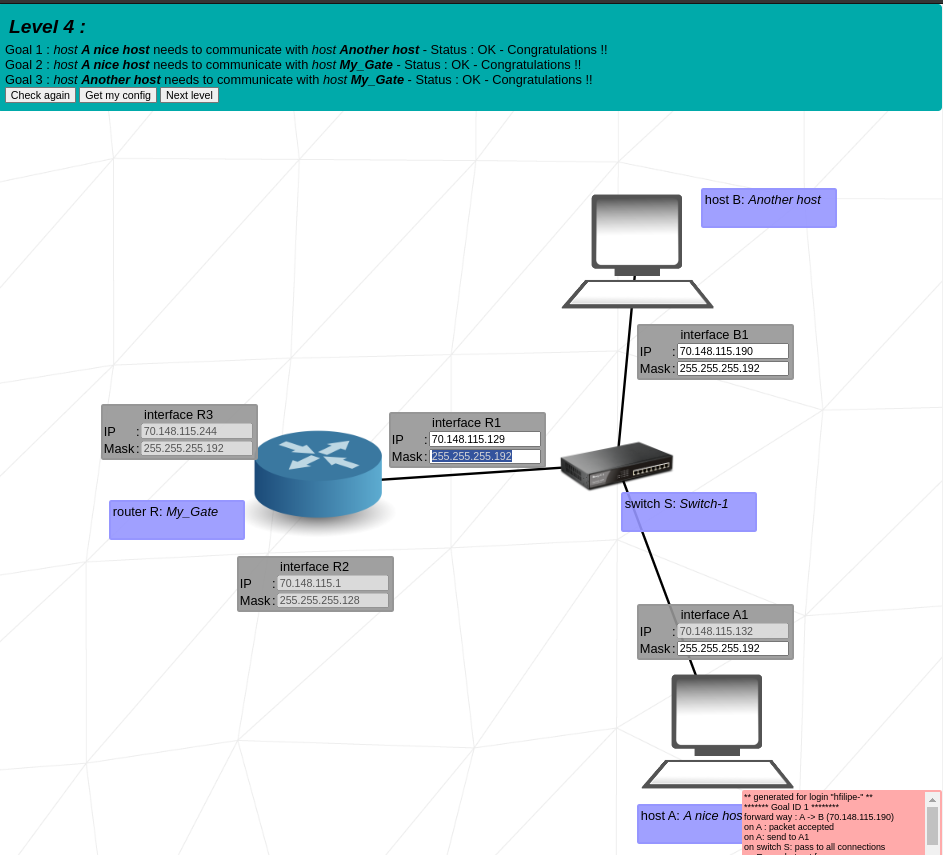 Level 4 :
Goal 1 : host A nice host needs to communicate with host Another host - Status : OK - Congratulations !!
Goal 2 : host A nice host needs to communicate with host My_Gate - Status : OK - Congratulations !!
Goal 3 : host Another host needs to communicate with host My_Gate - Status : OK - Congratulations !!
Check again Get my config Next level
host B: Another host
interface B1
IP : 70.148.115.190
Mask : 255.255.255.192
interface R3
IP : 70.148.115.244
Mask : 255.255.255.192
interface R1
IP : 70.148.115.129
Mask : 255.255.255.192
router R: My_Gate
switch S: Switch-1
interface R2
IP : 70.148.115.1
Mask : 255.255.255.128
interface A1
IP : 70.148.115.132
Mask : 255.255.255.192
host A: A nice hos
** generated for login "hfilipe-" **
******* Goal ID 1 ********
forward way : A -> B (70.148.115.190)
on A : packet accepted
on A: send to A1
on switch S: pass to all connections